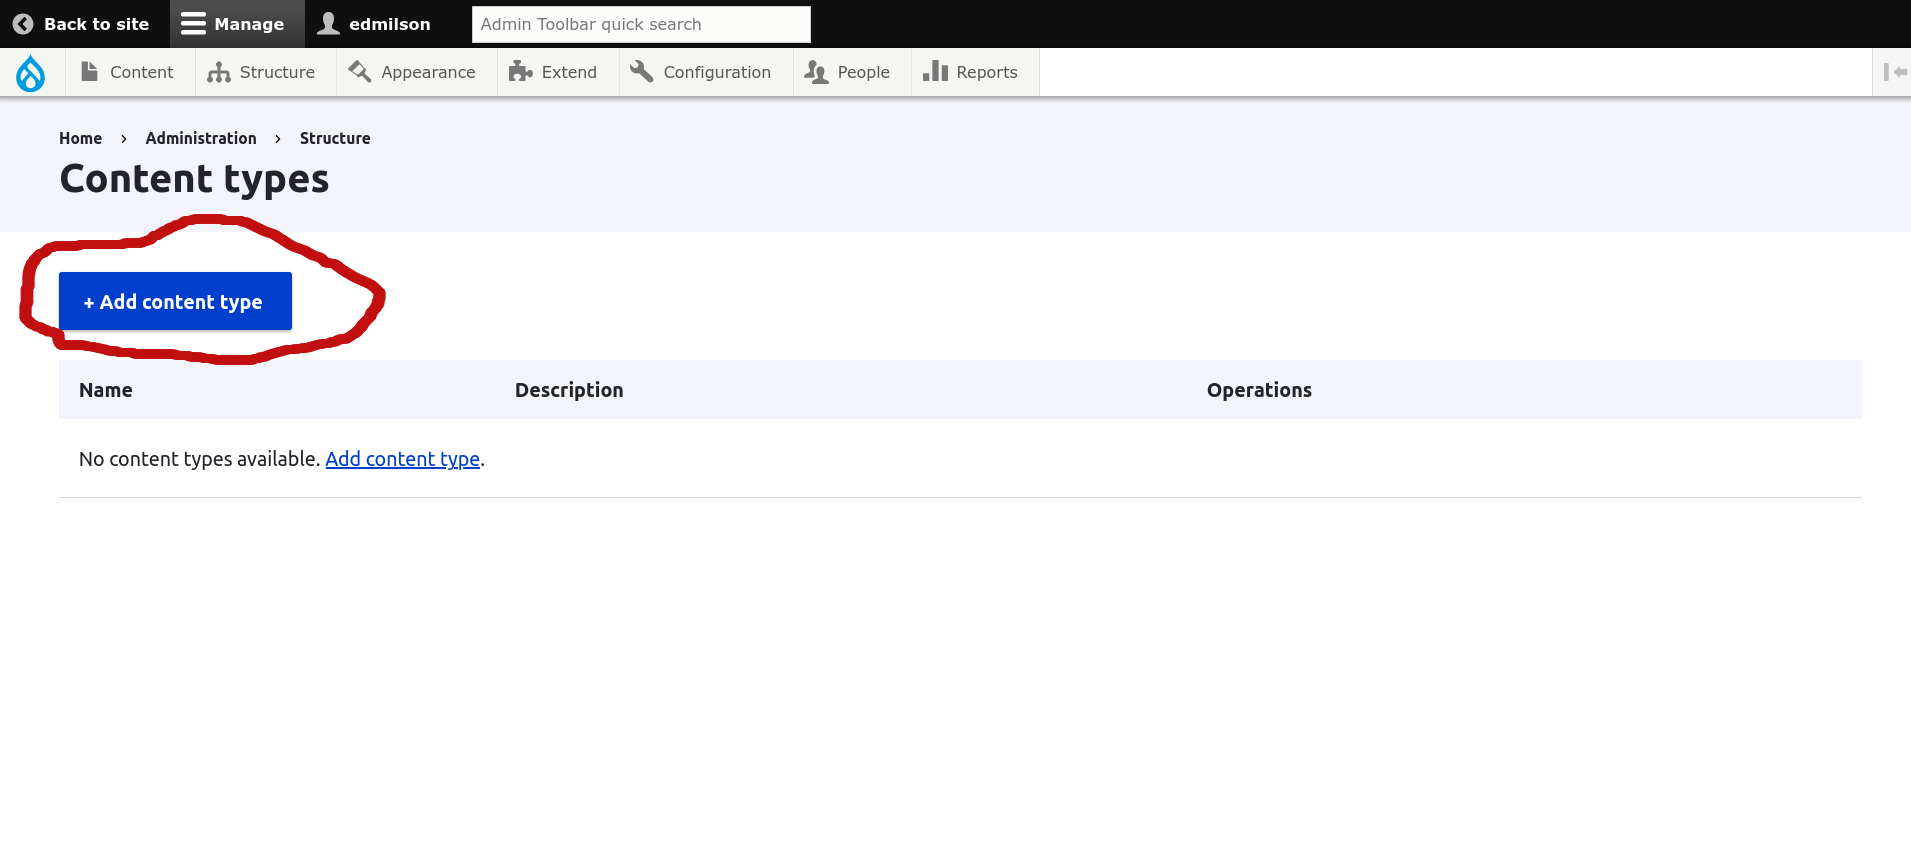 Back to site Manage edmilson Admin Toolbar quick search
Content Structure Appearance Extend Configuration People Reports
Home › Administration › Structure
Content types
+ Add content type
Name Description Operations
No content types available. Add content type.